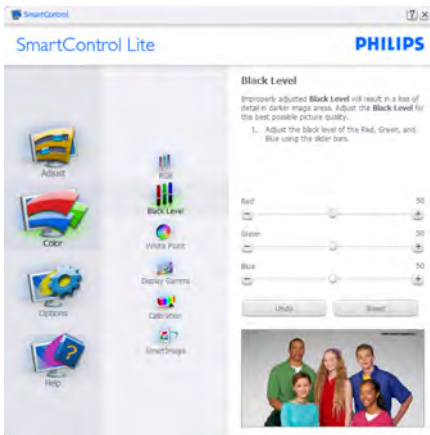 SmartControl
SmartControl Lite
PHILIPS
Adjust
Color
Options
Help
RGB
Black Level
White Point
Display Gamma
Calibration
SmartImage
Black Level
Improperly adjusted Black Level will result in a loss of
detail in darker image areas. Adjust the Black Level for
the best possible picture quality.
1. Adjust the black level of the Red, Green, and
Blue using the slider bars.
Red 50
Green 50
Blue 50
Undo Reset